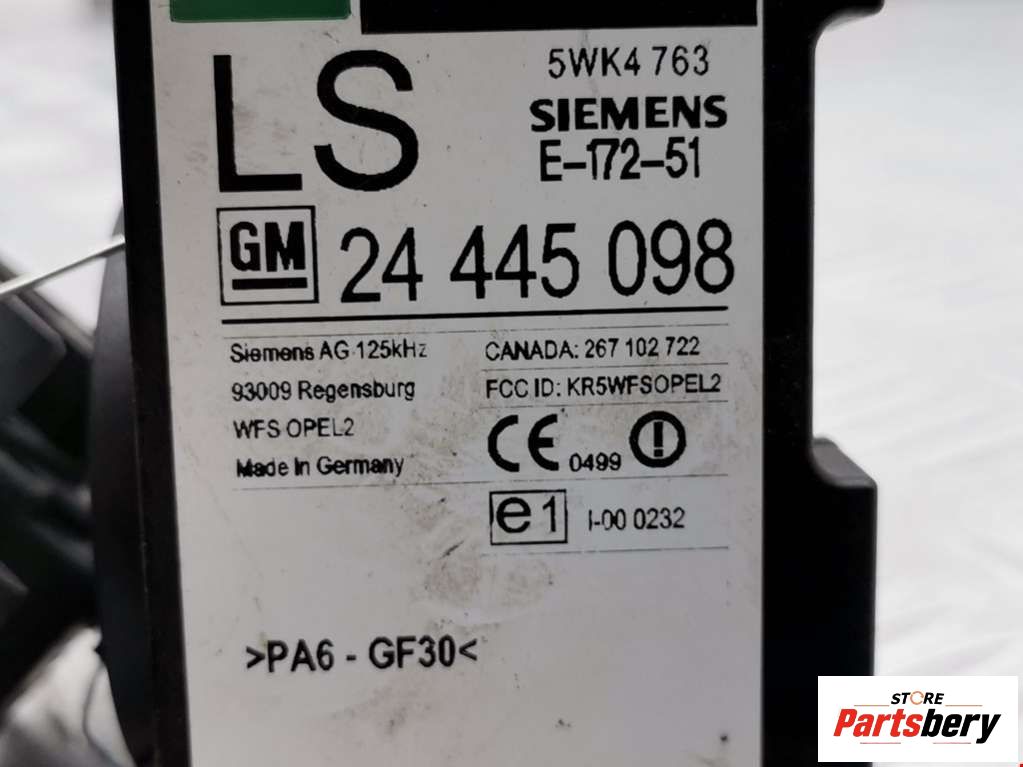 LS
5WK4 763
SIEMENS
E-172-51
GM 24 445 098
Siemens AG 125kHz
93009 Regensburg
WFS OPEL2
Made In Germany
CANADA: 267 102 722
FCC ID: KR5WFSOPEL2
CE 0499
e1 I-00 0232
>PA6 - GF30<
STORE
Partsbery